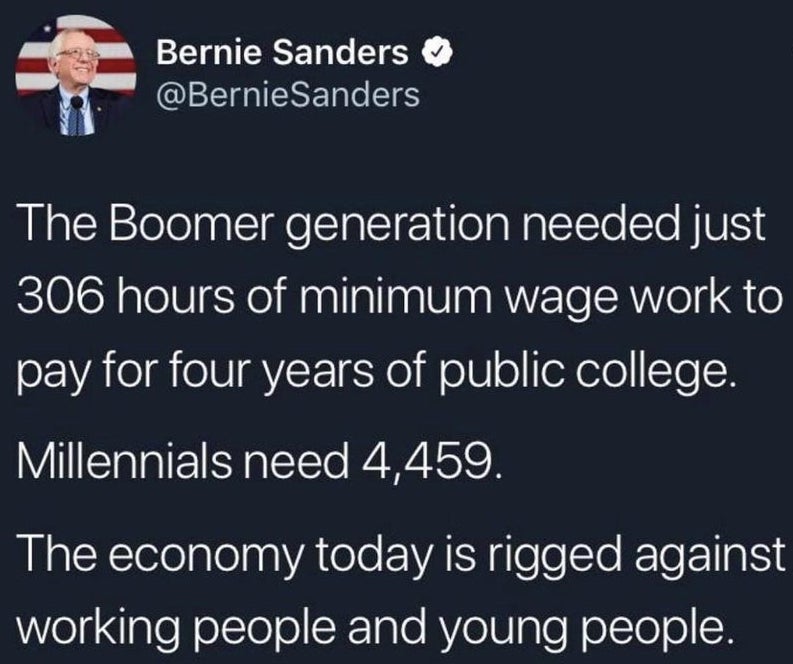 Bernie Sanders
@BernieSanders
The Boomer generation needed just
306 hours of minimum wage work to
pay for four years of public college.
Millennials need 4,459.
The economy today is rigged against
working people and young people.